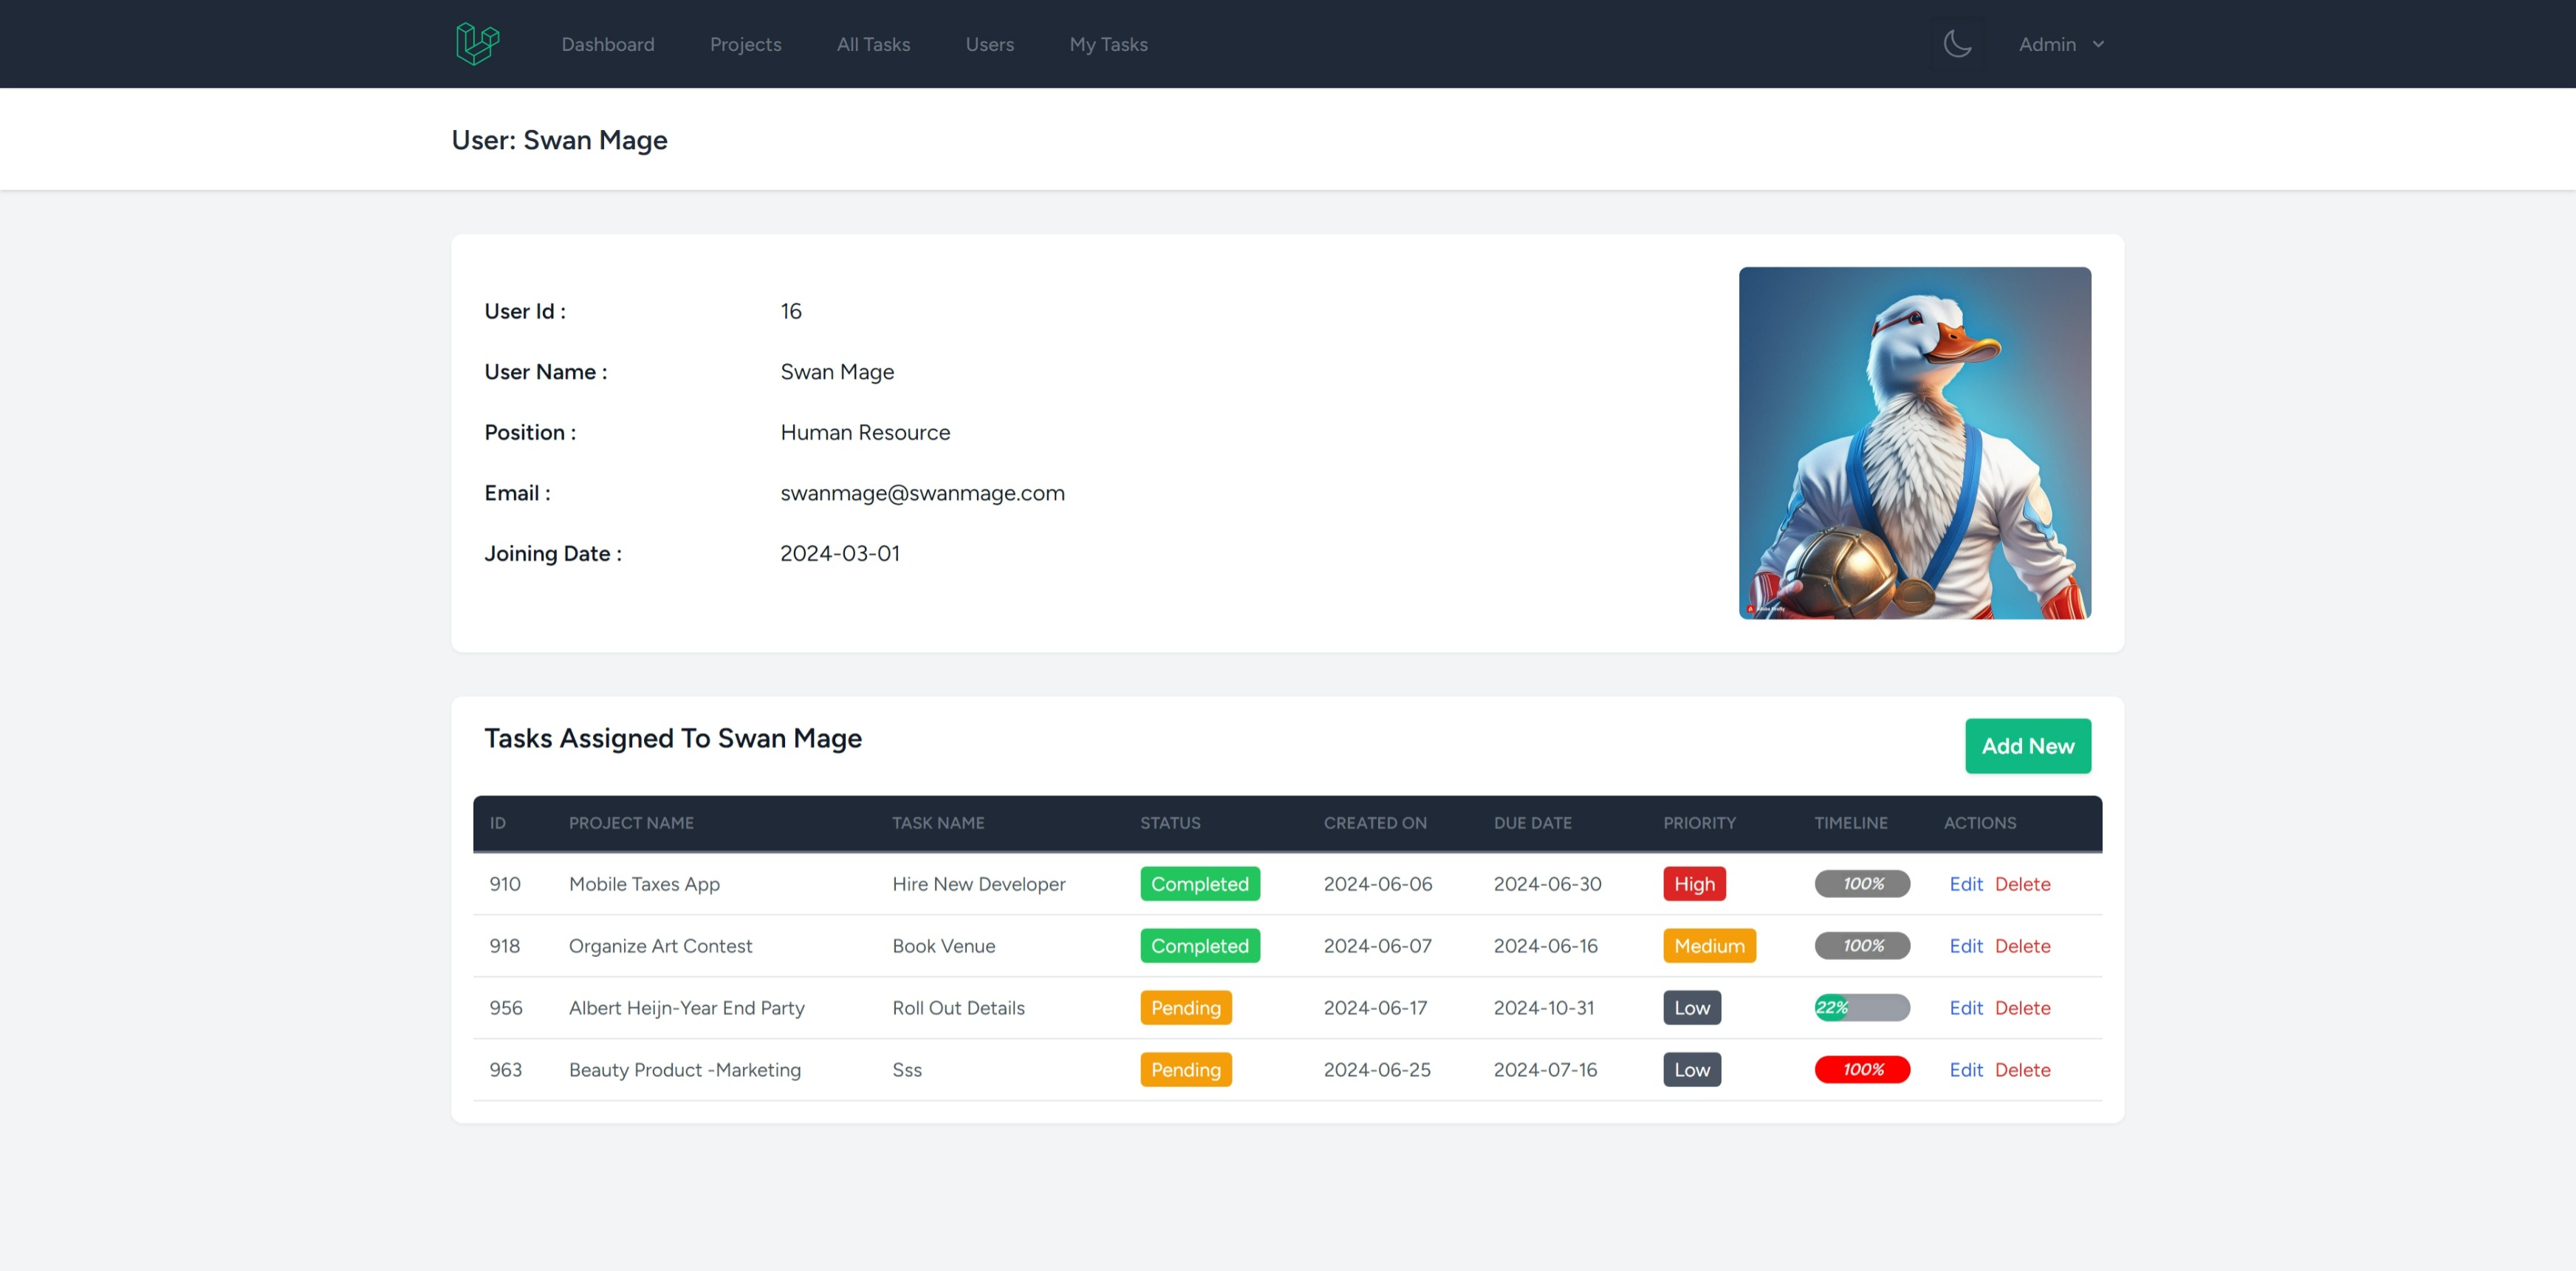 Dashboard Projects All Tasks Users My Tasks Admin
User: Swan Mage
User Id : 16
User Name : Swan Mage
Position : Human Resource
Email : swanmage@swanmage.com
Joining Date : 2024-03-01
Tasks Assigned To Swan Mage Add New
ID PROJECT NAME TASK NAME STATUS CREATED ON DUE DATE PRIORITY TIMELINE ACTIONS
910 Mobile Taxes App Hire New Developer Completed 2024-06-06 2024-06-30 High 100% Edit Delete
918 Organize Art Contest Book Venue Completed 2024-06-07 2024-06-16 Medium 100% Edit Delete
956 Albert Heijn-Year End Party Roll Out Details Pending 2024-06-17 2024-10-31 Low 22% Edit Delete
963 Beauty Product -Marketing Sss Pending 2024-06-25 2024-07-16 Low 100% Edit Delete